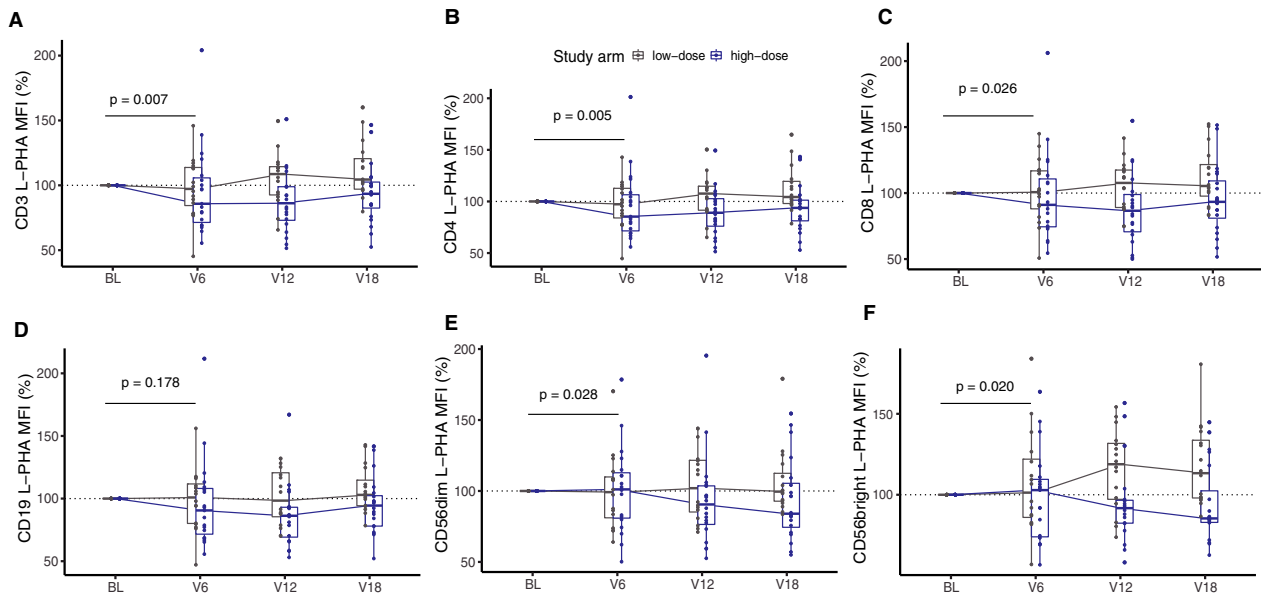 A
CD3 L−PHA MFI (%)
200
150
100
50
p = 0.007
BL V6 V12 V18
B
Study arm low−dose high−dose
CD4 L−PHA MFI (%)
200
150
100
50
p = 0.005
BL V6 V12 V18
C
CD8 L−PHA MFI (%)
200
150
100
50
p = 0.026
BL V6 V12 V18
D
CD19 L−PHA MFI (%)
200
150
100
50
p = 0.178
BL V6 V12 V18
E
CD56dim L−PHA MFI (%)
200
150
100
50
p = 0.028
BL V6 V12 V18
F
CD56bright L−PHA MFI (%)
150
100
p = 0.020
BL V6 V12 V18